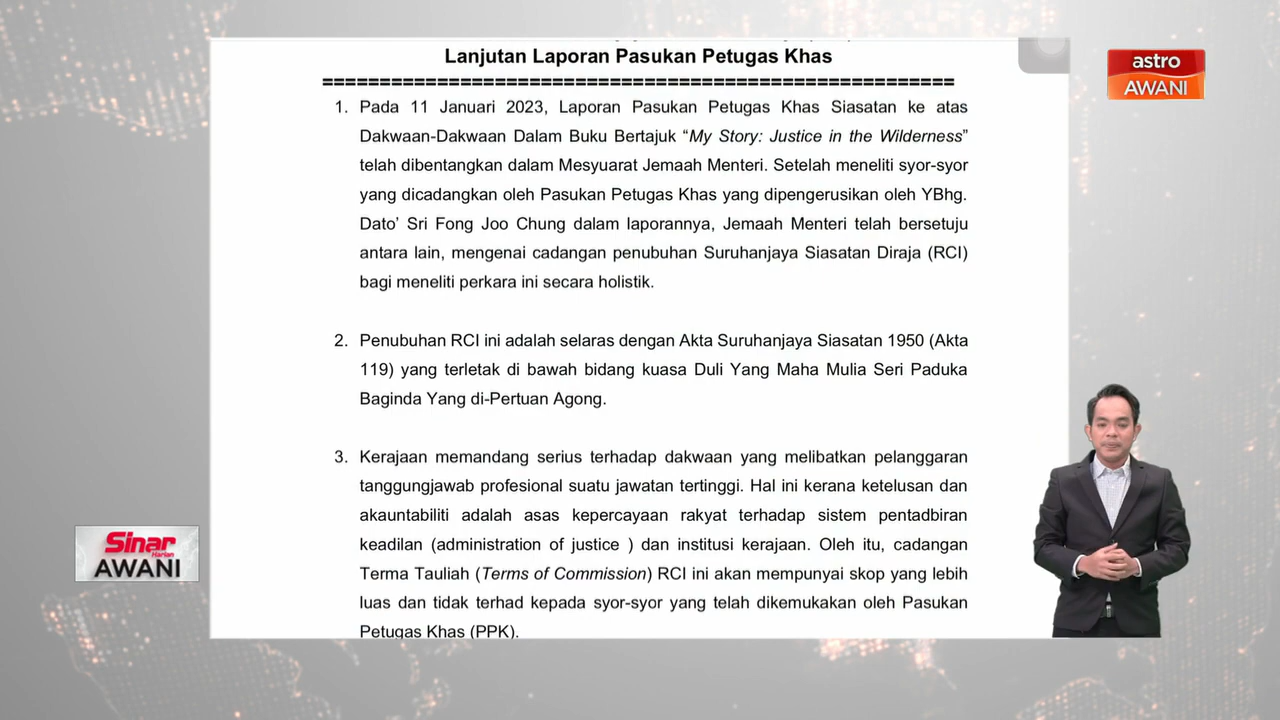 Lanjutan Laporan Pasukan Petugas Khas
=======================================================
1. Pada 11 Januari 2023, Laporan Pasukan Petugas Khas Siasatan ke atas
Dakwaan-Dakwaan Dalam Buku Bertajuk “My Story: Justice in the Wilderness”
telah dibentangkan dalam Mesyuarat Jemaah Menteri. Setelah meneliti syor-syor
yang dicadangkan oleh Pasukan Petugas Khas yang dipengerusikan oleh YBhg.
Dato’ Sri Fong Joo Chung dalam laporannya, Jemaah Menteri telah bersetuju
antara lain, mengenai cadangan penubuhan Suruhanjaya Siasatan Diraja (RCI)
bagi meneliti perkara ini secara holistik.
2. Penubuhan RCI ini adalah selaras dengan Akta Suruhanjaya Siasatan 1950 (Akta
119) yang terletak di bawah bidang kuasa Duli Yang Maha Mulia Seri Paduka
Baginda Yang di-Pertuan Agong.
3. Kerajaan memandang serius terhadap dakwaan yang melibatkan pelanggaran
tanggungjawab profesional suatu jawatan tertinggi. Hal ini kerana ketelusan dan
akauntabiliti adalah asas kepercayaan rakyat terhadap sistem pentadbiran
keadilan (administration of justice ) dan institusi kerajaan. Oleh itu, cadangan
Terma Tauliah (Terms of Commission) RCI ini akan mempunyai skop yang lebih
luas dan tidak terhad kepada syor-syor yang telah dikemukakan oleh Pasukan
Petugas Khas (PPK).
astro
AWANI
Sinar
Harian
AWANI